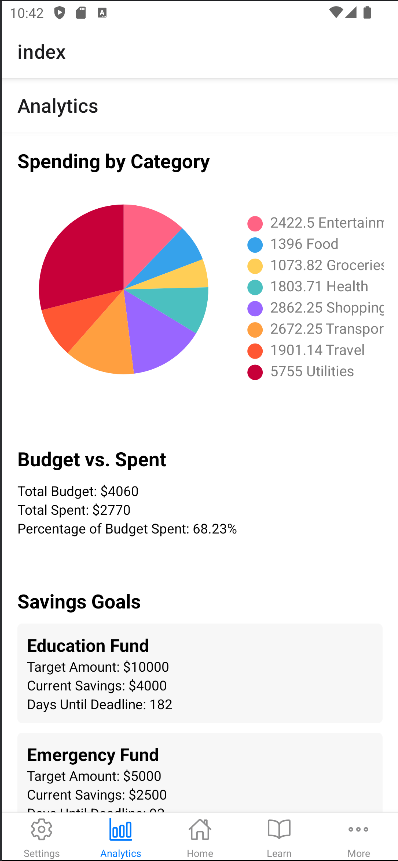 10:42
index
Analytics
Spending by Category
2422.5 Entertainm
1396 Food
1073.82 Groceries
1803.71 Health
2862.25 Shopping
2672.25 Transpor
1901.14 Travel
5755 Utilities
Budget vs. Spent
Total Budget: $4060
Total Spent: $2770
Percentage of Budget Spent: 68.23%
Savings Goals
Education Fund
Target Amount: $10000
Current Savings: $4000
Days Until Deadline: 182
Emergency Fund
Target Amount: $5000
Current Savings: $2500
Days Until Deadline:
Settings Analytics Home Learn More